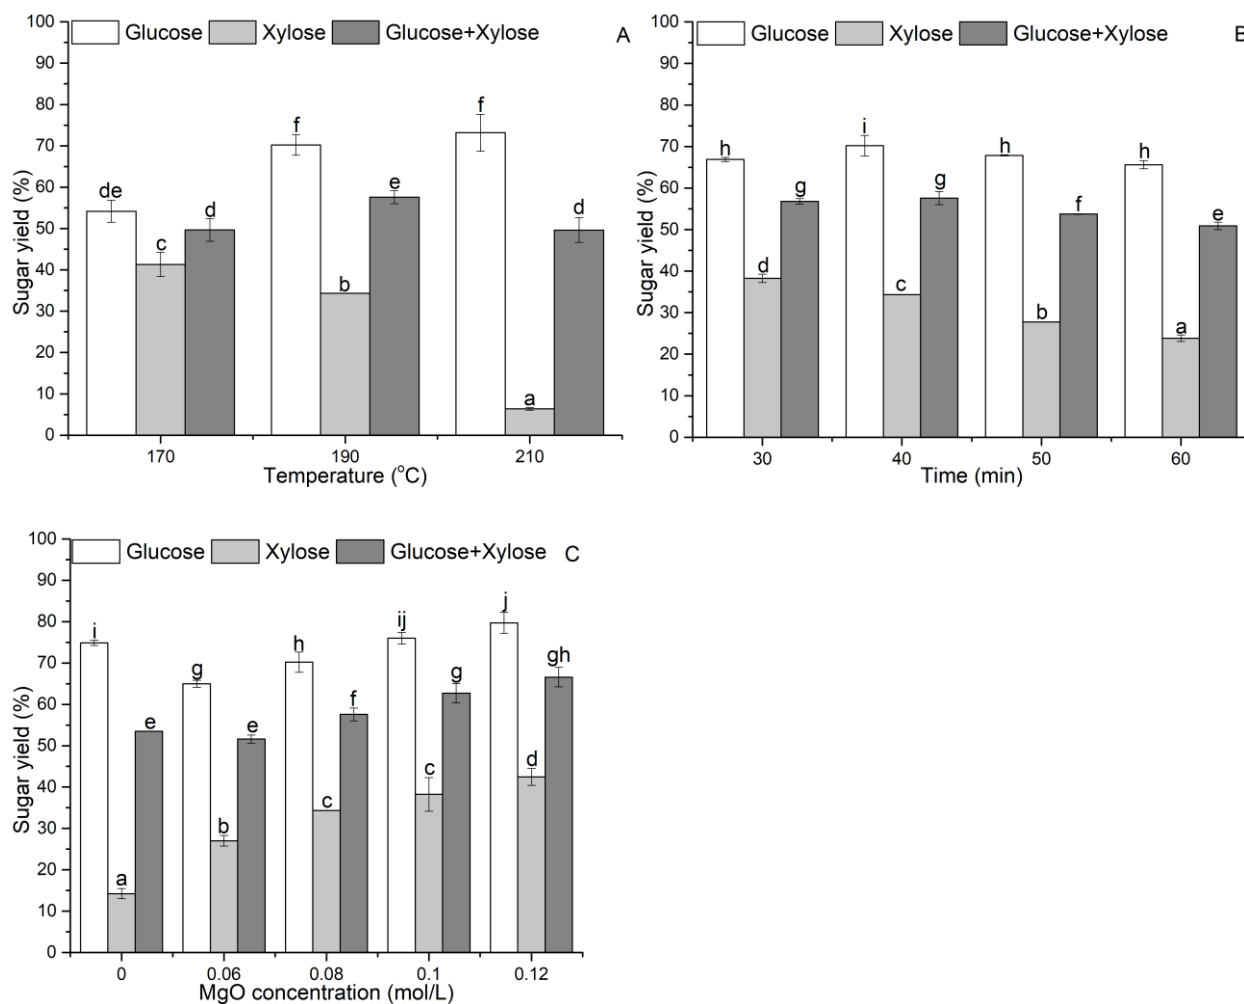 Glucose Xylose Glucose+Xylose A
100
90
80
70
60
50
40
30
20
10
0
Sugar yield (%)
de c d
f b e
f a d
170 190 210
Temperature (°C)
Glucose Xylose Glucose+Xylose B
100
90
80
70
60
50
40
30
20
10
0
Sugar yield (%)
h d g
i c g
h b f
h a e
30 40 50 60
Time (min)
Glucose Xylose Glucose+Xylose C
100
90
80
70
60
50
40
30
20
10
0
Sugar yield (%)
i a e
g b e
h c f
ij c g
j d gh
0 0.06 0.08 0.1 0.12
MgO concentration (mol/L)